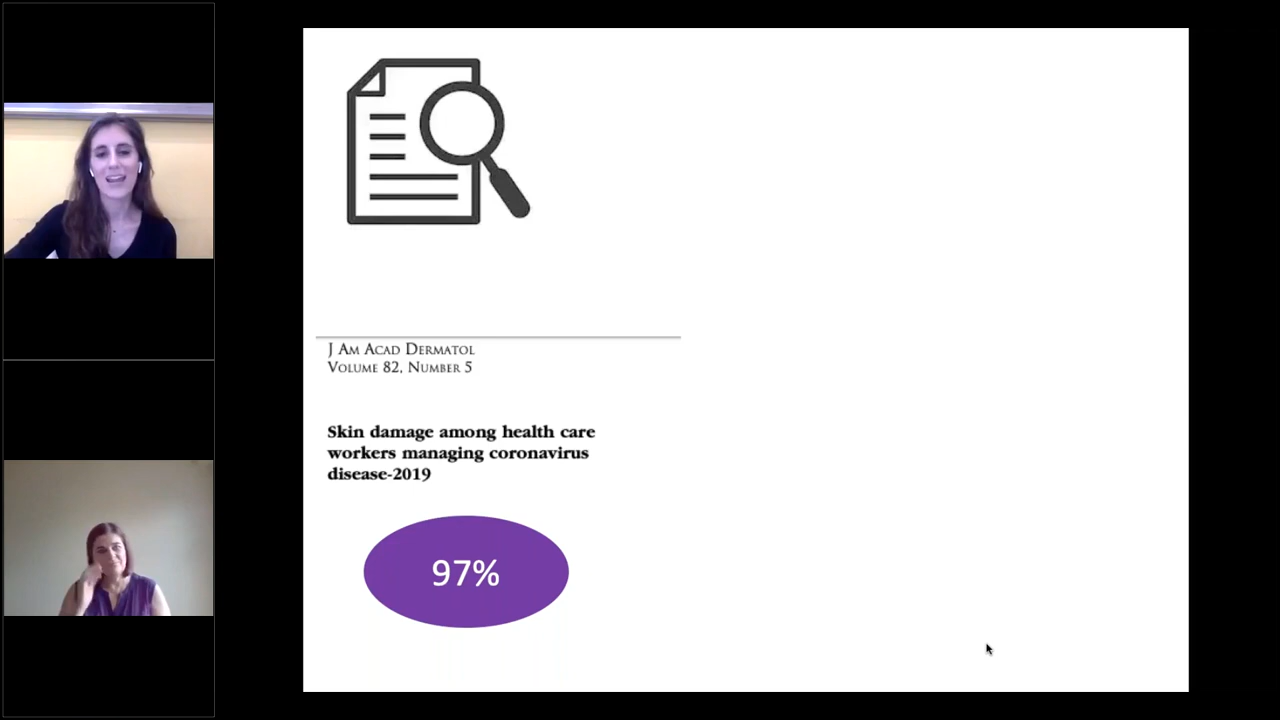 J Am Acad Dermatol
Volume 82, Number 5
Skin damage among health care
workers managing coronavirus
disease-2019
97%